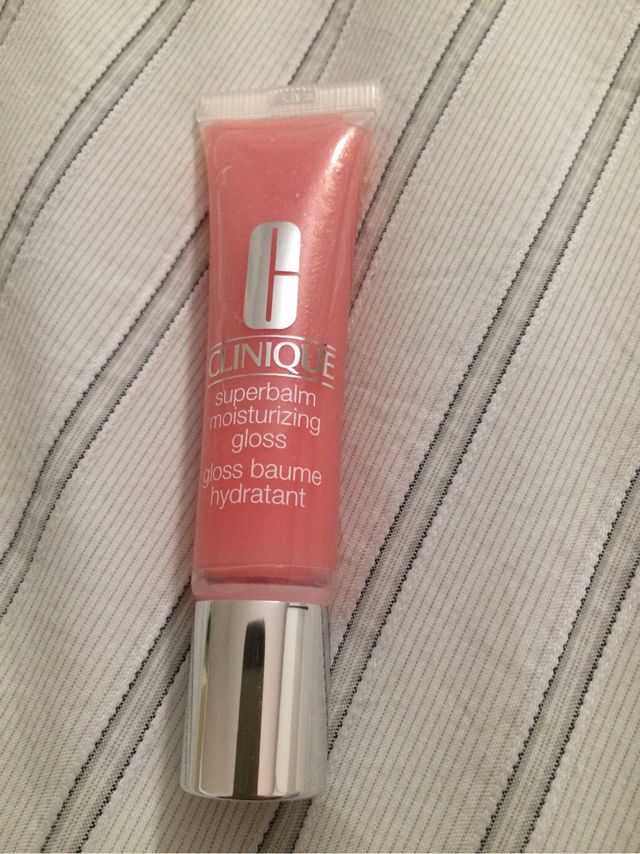 CLINIQUE
superbalm
moisturizing
gloss
gloss baume
hydratant